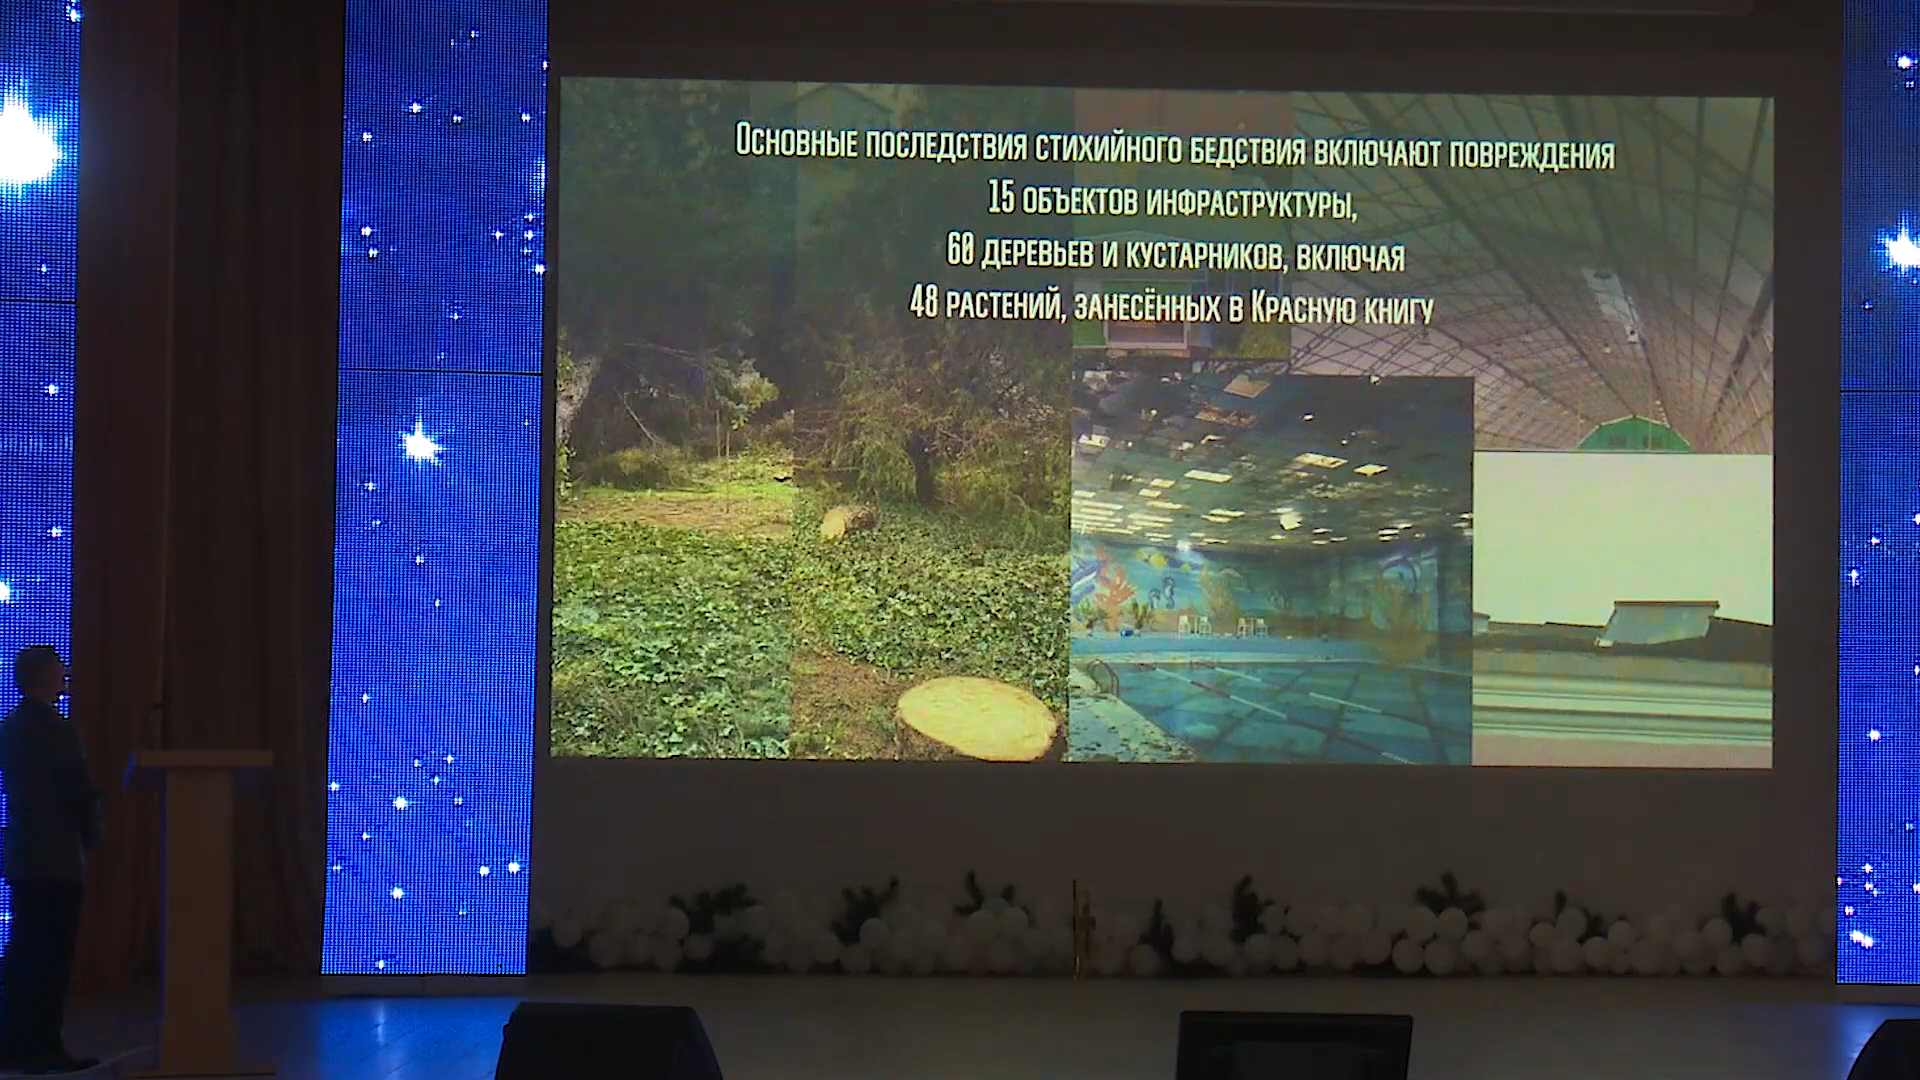 Основные последствия стихийного бедствия включают повреждения
15 объектов инфраструктуры,
60 деревьев и кустарников, включая
48 растений, занесённых в Красную книгу